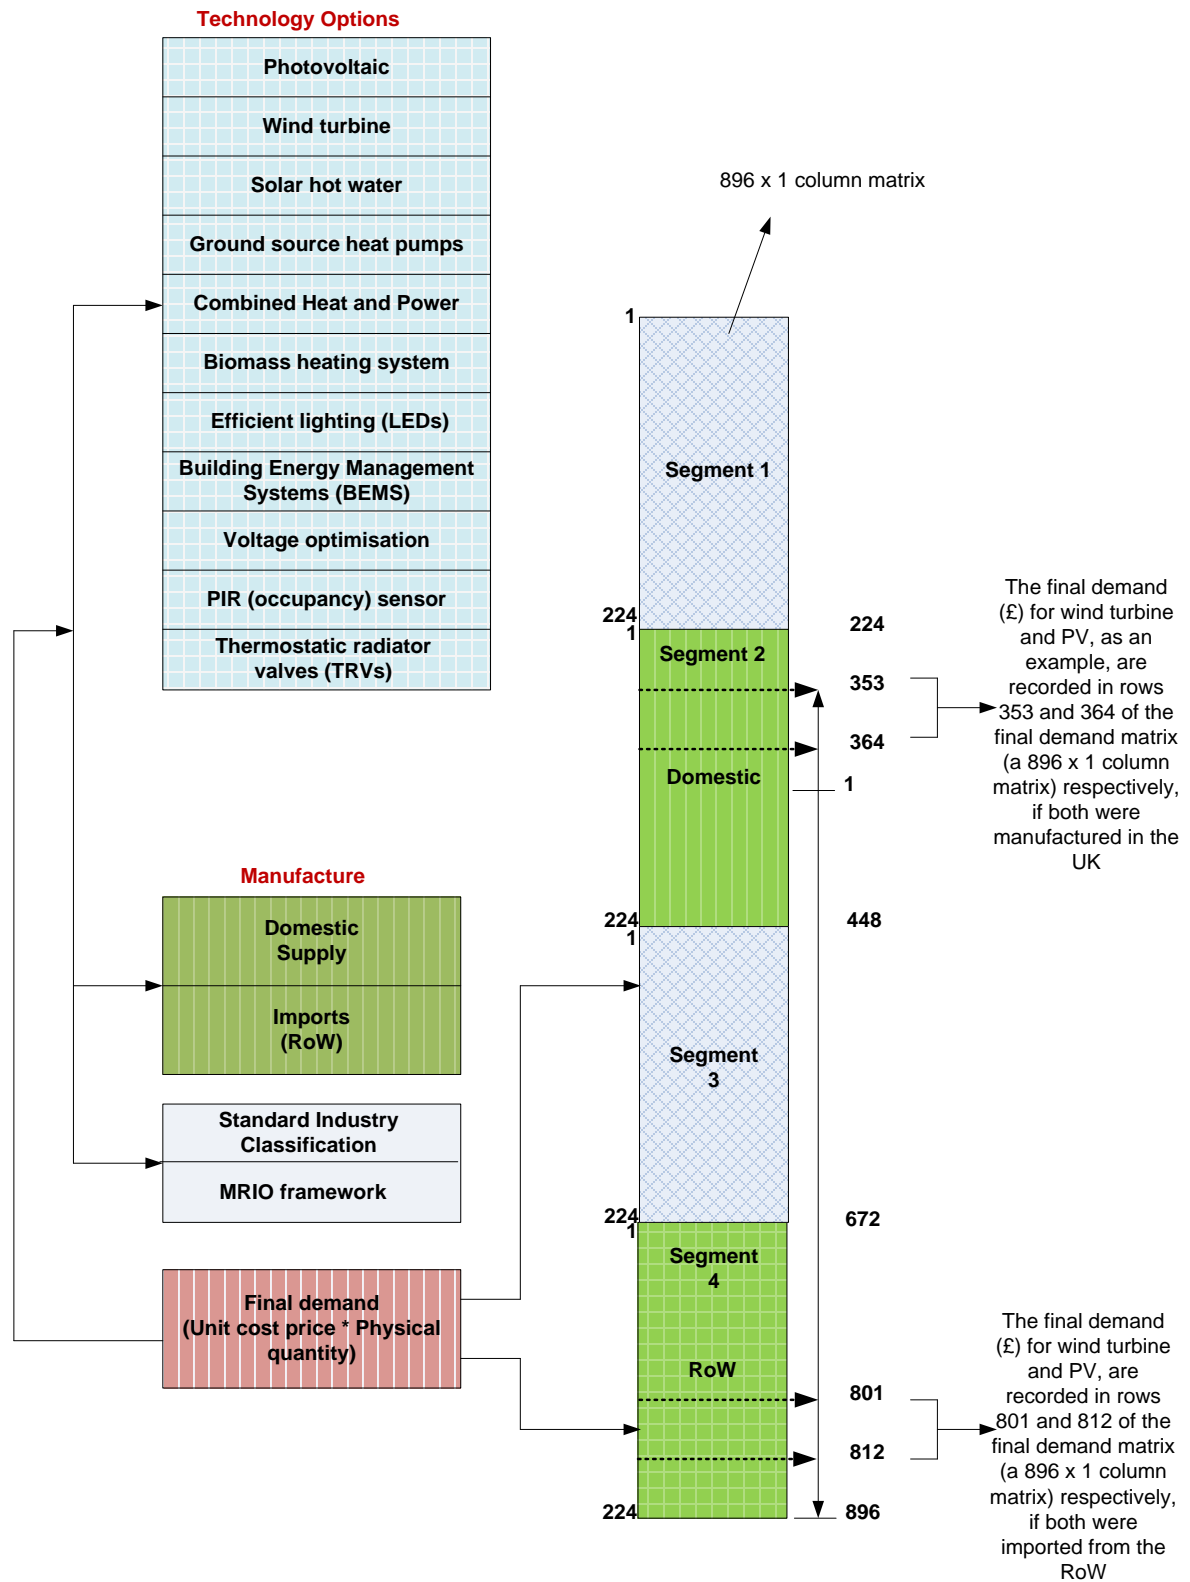 Technology Options
Photovoltaic
Wind turbine
Solar hot water
Ground source heat pumps
Combined Heat and Power
Biomass heating system
Efficient lighting (LEDs)
Building Energy Management
Systems (BEMS)
Voltage optimisation
PIR (occupancy) sensor
Thermostatic radiator
valves (TRVs)
Manufacture
Domestic
Supply
Imports
(RoW)
Standard Industry
Classification
MRIO framework
Final demand
(Unit cost price * Physical
quantity)
896 x 1 column matrix
1
Segment 1
224
1
224
Segment 2
353
364
Domestic
1
224
1
448
Segment
3
224
1
672
Segment
4
RoW
801
812
224
896
The final demand
(£) for wind turbine
and PV, as an
example, are
recorded in rows
353 and 364 of the
final demand matrix
(a 896 x 1 column
matrix) respectively,
if both were
manufactured in the
UK
The final demand
(£) for wind turbine
and PV, are
recorded in rows
801 and 812 of the
final demand matrix
(a 896 x 1 column
matrix) respectively,
if both were
imported from the
RoW